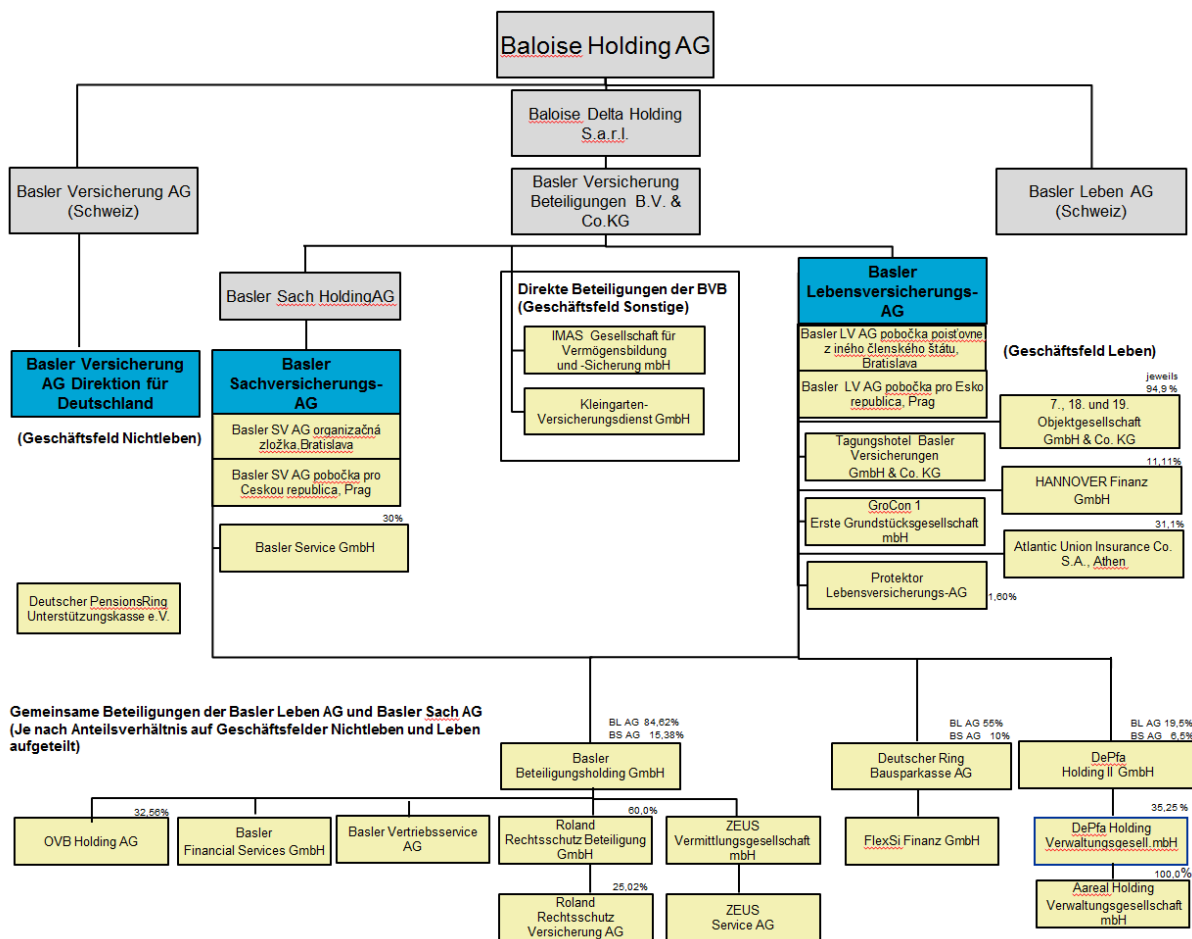 Baloise Holding AG
Baloise Delta Holding
S.a.r.l.
Basler Versicherung AG
(Schweiz)
Basler Versicherung
Beteiligungen B.V. &
Co.KG
Basler Leben AG
(Schweiz)
Basler Sach HoldingAG
Direkte Beteiligungen der BVB
(Geschäftsfeld Sonstige)
IMAS Gesellschaft für
Vermögensbildung
und -Sicherung mbH
Kleingarten-
Versicherungsdienst GmbH
Basler
Lebensversicherungs-
AG
Basler LV AG pobočka poisťovne
z iného členského štátu,
Bratislava
Basler LV AG pobočka pro Esko
republica, Prag
(Geschäftsfeld Leben)
Basler Versicherung
AG Direktion für
Deutschland
(Geschäftsfeld Nichtleben)
Basler
Sachversicherungs-
AG
Basler SV AG organizačná
zložka,Bratislava
Basler SV AG pobočka pro
Ceskou republica, Prag
30%
Basler Service GmbH
jeweils
94,9 %
7., 18. und 19.
Objektgesellschaft
GmbH & Co. KG
Tagungshotel Basler
Versicherungen
GmbH & Co. KG
11,11%
HANNOVER Finanz
GmbH
GroCon 1
Erste Grundstücksgesellschaft
mbH
31,1%
Atlantic Union Insurance Co.
S.A., Athen
Protektor
Lebensversicherungs-AG
1,60%
Deutscher PensionsRing
Unterstützungskasse e.V.
Gemeinsame Beteiligungen der Basler Leben AG und Basler Sach AG
(Je nach Anteilsverhältnis auf Geschäftsfelder Nichtleben und Leben
aufgeteilt)
BL AG 84,62%
BS AG 15,38%
Basler
Beteiligungsholding GmbH
BL AG 55%
BS AG 10%
Deutscher Ring
Bausparkasse AG
BL AG 19,5%
BS AG 6,5%
DePfa
Holding II GmbH
32,56%
OVB Holding AG
Basler
Financial Services GmbH
Basler Vertriebsservice
AG
60,0%
Roland
Rechtsschutz Beteiligung
GmbH
ZEUS
Vermittlungsgesellschaft
mbH
FlexSi Finanz GmbH
35,25 %
DePfa Holding
Verwaltungsgesell.mbH
25,02%
Roland
Rechtsschutz
Versicherung AG
ZEUS
Service AG
100,0%
Aareal Holding
Verwaltungsgesellschaft
mbH